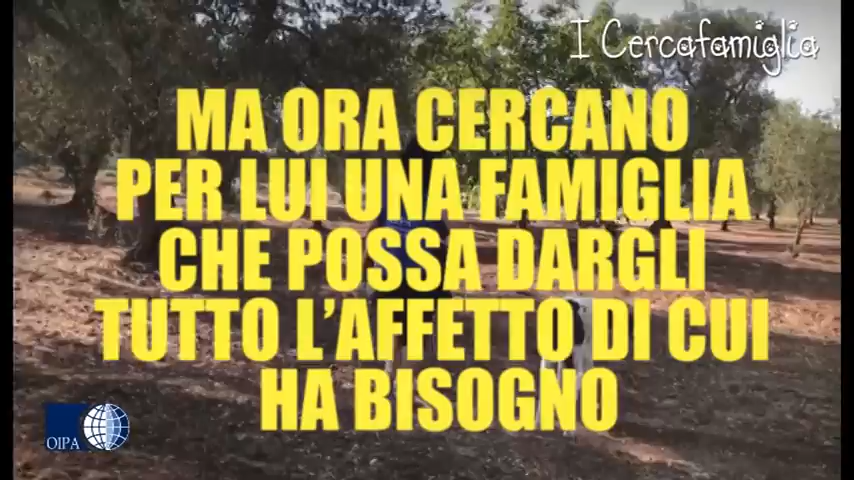 I Cercafamiglia
MA ORA CERCANO
PER LUI UNA FAMIGLIA
CHE POSSA DARGLI
TUTTO L'AFFETTO DI CUI
HA BISOGNO
OIPA